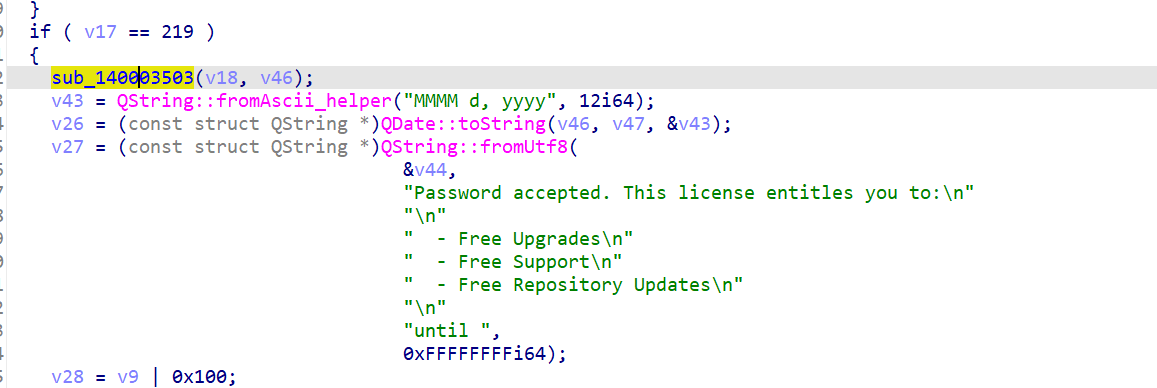 }
if ( v17 == 219 )
{
sub_140003503(v18, v46);
v43 = QString::fromAscii_helper("MMMM d, yyyy", 12i64);
v26 = (const struct QString *)QDate::toString(v46, v47, &v43);
v27 = (const struct QString *)QString::fromUtf8(
&v44,
"Password accepted. This license entitles you to:\n"
"\n"
"  - Free Upgrades\n"
"  - Free Support\n"
"  - Free Repository Updates\n"
"\n"
"until ",
0xFFFFFFFFi64);
v28 = v9 | 0x100;